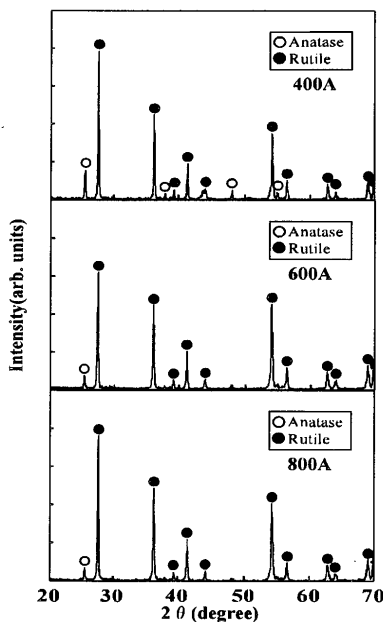 Anatase
Rutile
400A
Anatase
Rutile
600A
Anatase
Rutile
800A
Intensity(arb. units)
20 30 40 50 60 70
2 θ (degree)